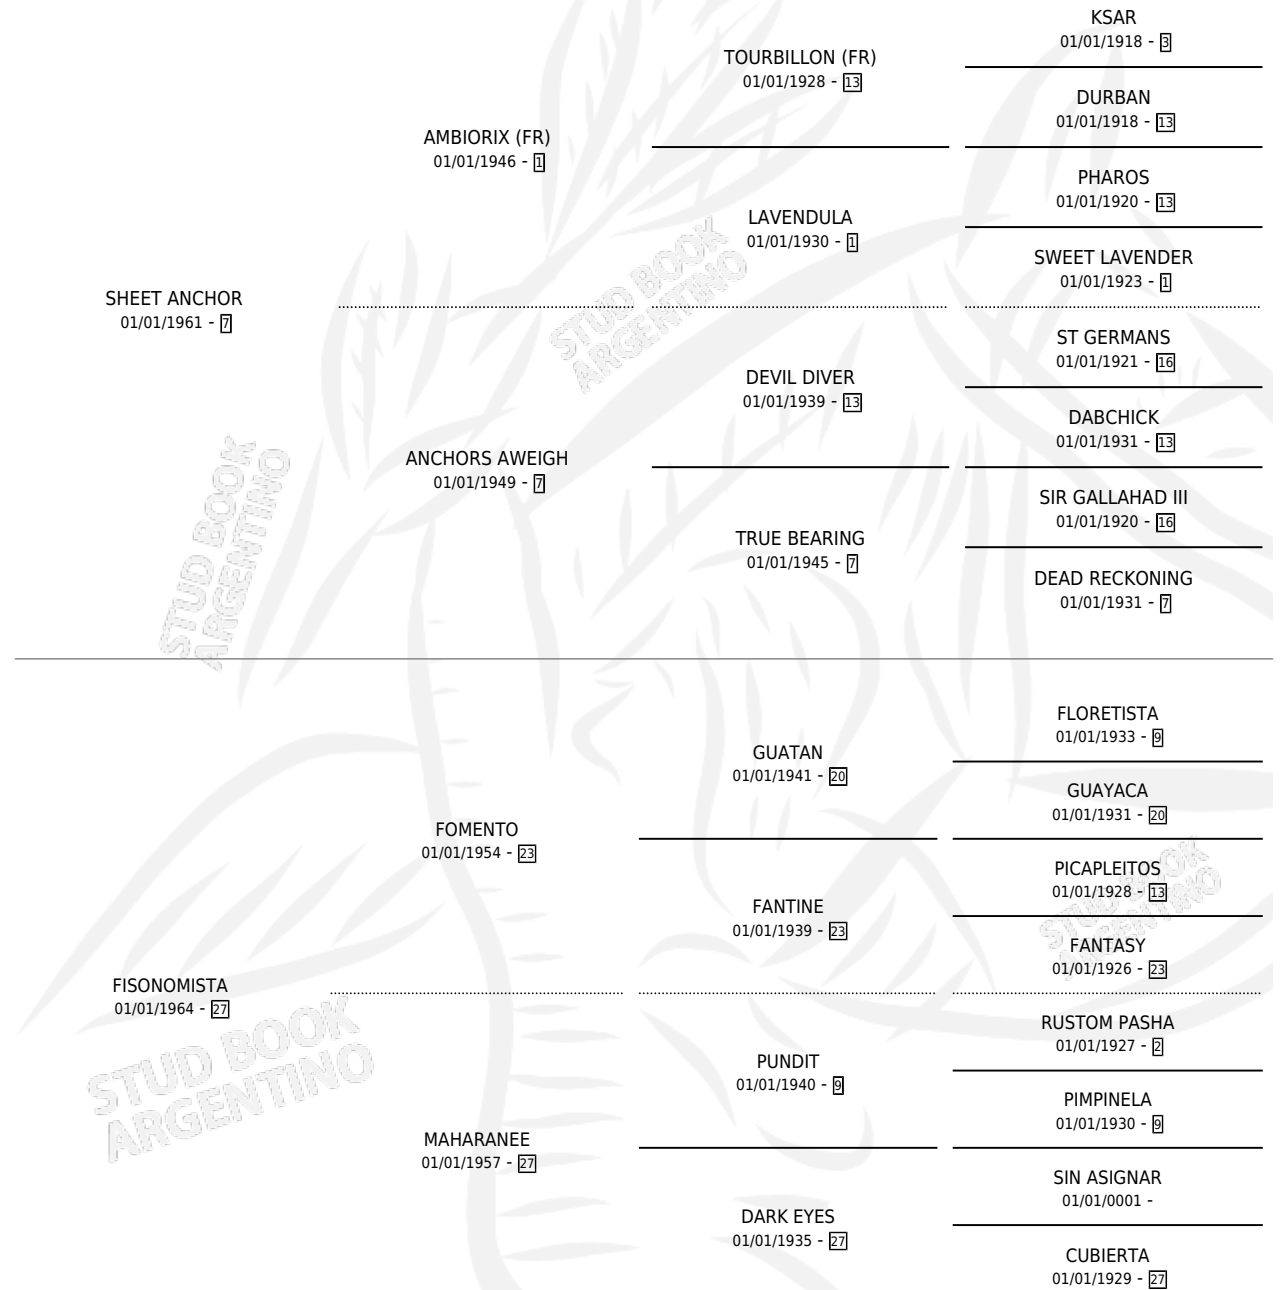 KSAR
01/01/1918 - 3
TOURBILLON (FR)
01/01/1928 - 13
DURBAN
01/01/1918 - 13
AMBIORIX (FR)
01/01/1946 - 1
PHAROS
01/01/1920 - 13
LAVENDULA
01/01/1930 - 1
SWEET LAVENDER
01/01/1923 - 1
SHEET ANCHOR
01/01/1961 - 7
ST GERMANS
01/01/1921 - 16
DEVIL DIVER
01/01/1939 - 13
DABCHICK
01/01/1931 - 13
ANCHORS AWEIGH
01/01/1949 - 7
SIR GALLAHAD III
01/01/1920 - 16
TRUE BEARING
01/01/1945 - 7
DEAD RECKONING
01/01/1931 - 7
FLORETISTA
01/01/1933 - 9
GUATAN
01/01/1941 - 20
GUAYACA
01/01/1931 - 20
FOMENTO
01/01/1954 - 23
PICAPLEITOS
01/01/1928 - 13
FANTINE
01/01/1939 - 23
FANTASY
01/01/1926 - 23
FISONOMISTA
01/01/1964 - 27
RUSTOM PASHA
01/01/1927 - 2
PUNDIT
01/01/1940 - 9
PIMPINELA
01/01/1930 - 9
MAHARANEE
01/01/1957 - 27
SIN ASIGNAR
01/01/0001 -
DARK EYES
01/01/1935 - 27
CUBIERTA
01/01/1929 - 27
STUD BOOK
ARGENTINO
STUD BOOK
ARGENTINO
STUD BOOK
ARGENTINO
STUD BOOK
ARGENTINO